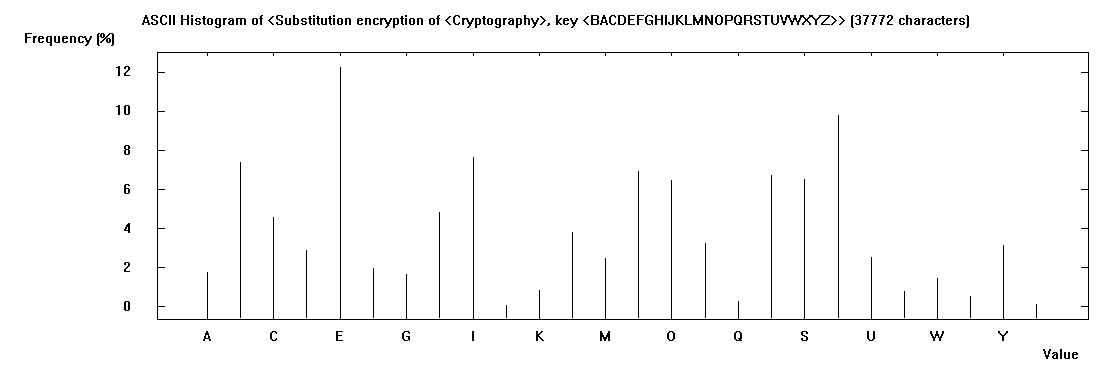 ASCII Histogram of <Substitution encryption of <Cryptography>, key <BACDEFGHIJKLMNOPQRSTUVWXYZ>> (37772 characters)
Frequency (%)
12
10
8
6
4
2
0
A C E G I K M O Q S U W Y
Value